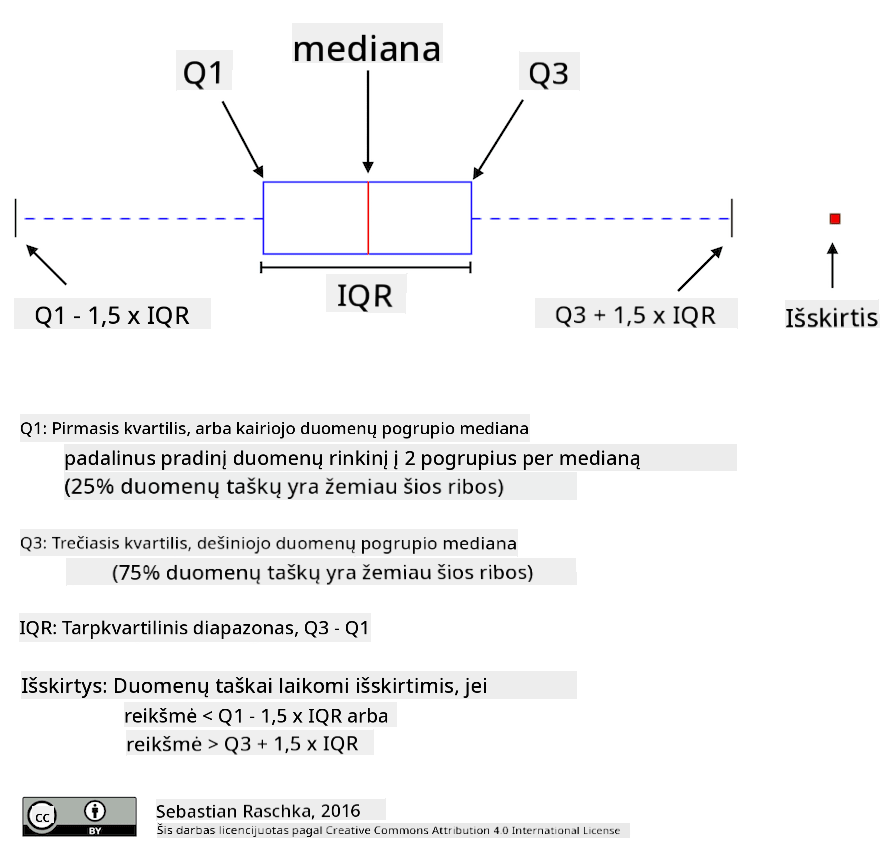 mediana
Q1
Q3
IQR
Q1 - 1,5 x IQR
Q3 + 1,5 x IQR
Išskirtis
Q1: Pirmasis kvartilis, arba kairiojo duomenų pogrupio mediana
padalinus pradinį duomenų rinkinį į 2 pogrupius per medianą
(25% duomenų taškų yra žemiau šios ribos)
Q3: Trečiasis kvartilis, dešiniojo duomenų pogrupio mediana
(75% duomenų taškų yra žemiau šios ribos)
IQR: Tarpkvartilinis diapazonas, Q3 - Q1
Išskirtys: Duomenų taškai laikomi išskirtimis, jei
reikšmė < Q1 - 1,5 x IQR arba
reikšmė > Q3 + 1,5 x IQR
cc
BY
Sebastian Raschka, 2016
Šis darbas licencijuotas pagal Creative Commons Attribution 4.0 International License